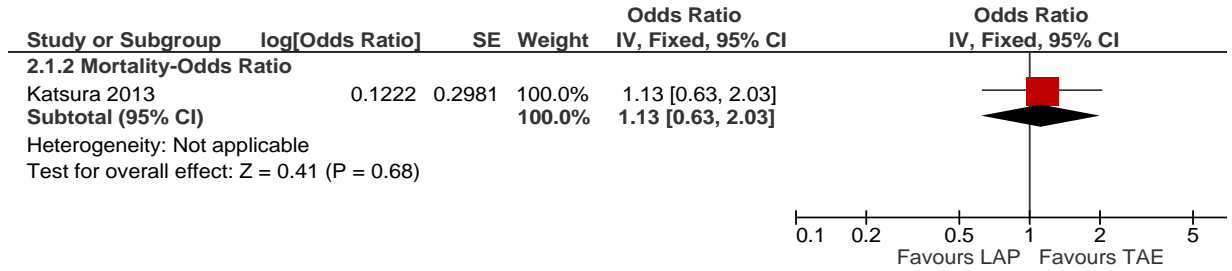 Odds Ratio Odds Ratio
Study or Subgroup log[Odds Ratio] SE Weight IV, Fixed, 95% CI IV, Fixed, 95% CI
2.1.2 Mortality-Odds Ratio
Katsura 2013 0.1222 0.2981 100.0% 1.13 [0.63, 2.03]
Subtotal (95% CI) 100.0% 1.13 [0.63, 2.03]
Heterogeneity: Not applicable
Test for overall effect: Z = 0.41 (P = 0.68)
0.1 0.2 0.5 1 2 5
Favours LAP Favours TAE